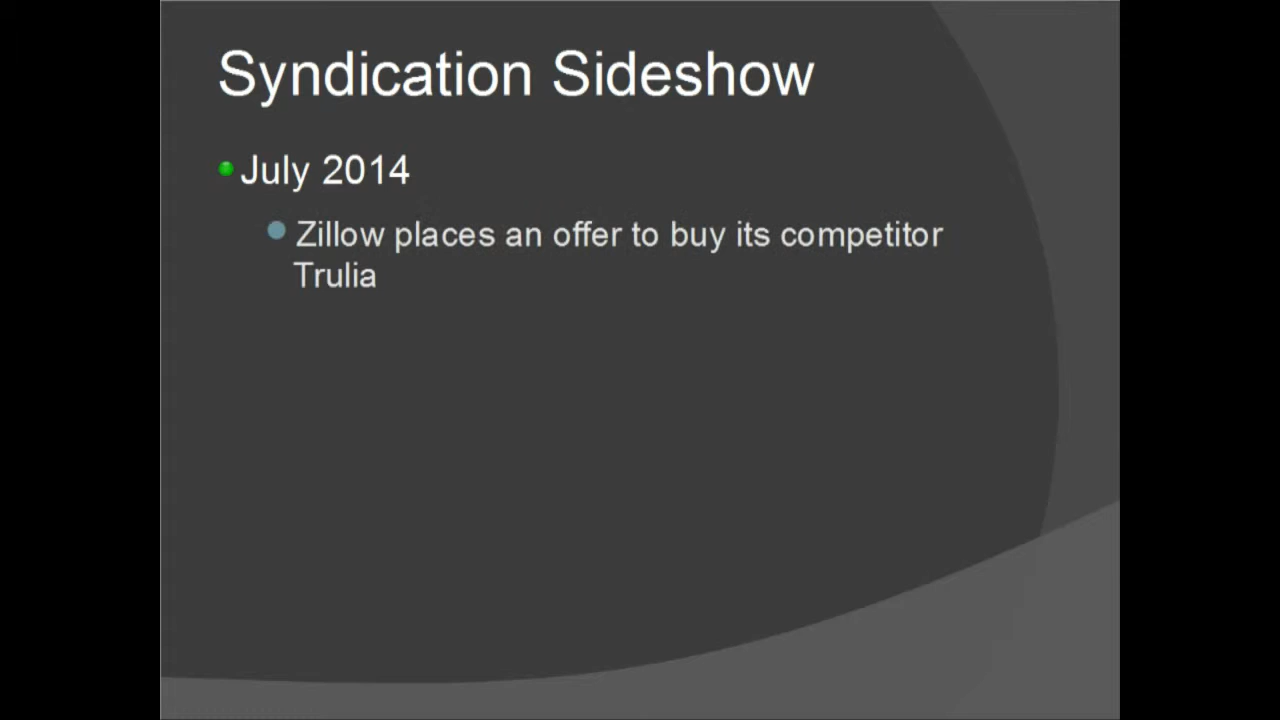 Syndication Sideshow
July 2014
Zillow places an offer to buy its competitor
Trulia